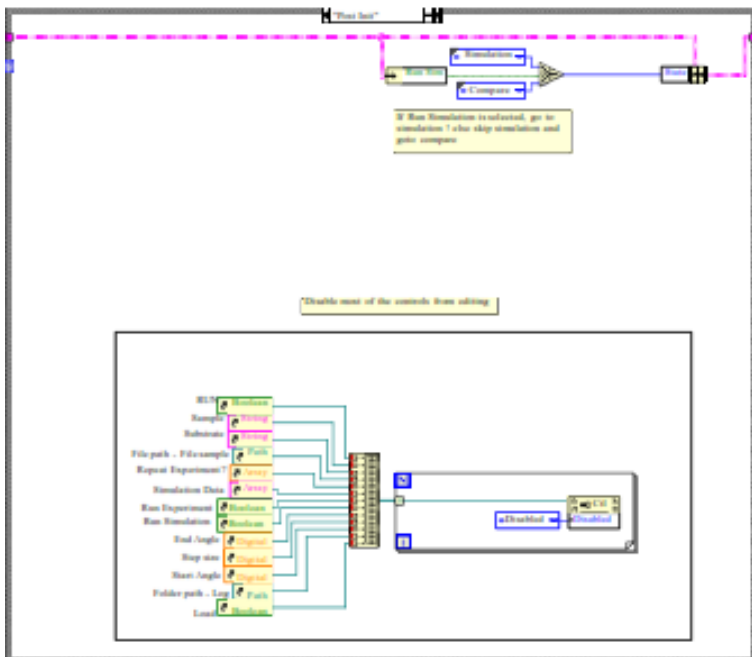 "Post Init"
Simulation
Run Sim
State
Compare
If Run Simulation is selected, go to
simulation ! else skip simulation and
goto compare
Disable most of the controls from editing
RUN Boolean
Sample String
Substrate String
File path - File sample Path
Repeat Experiment? Array
Simulation Data Array
Run Experiment Boolean
Run Simulation Boolean
End Angle Digital
Step size Digital
Start Angle Digital
Folder path - Log Path
Load Boolean
N
Ctl
Disabled Disabled
i